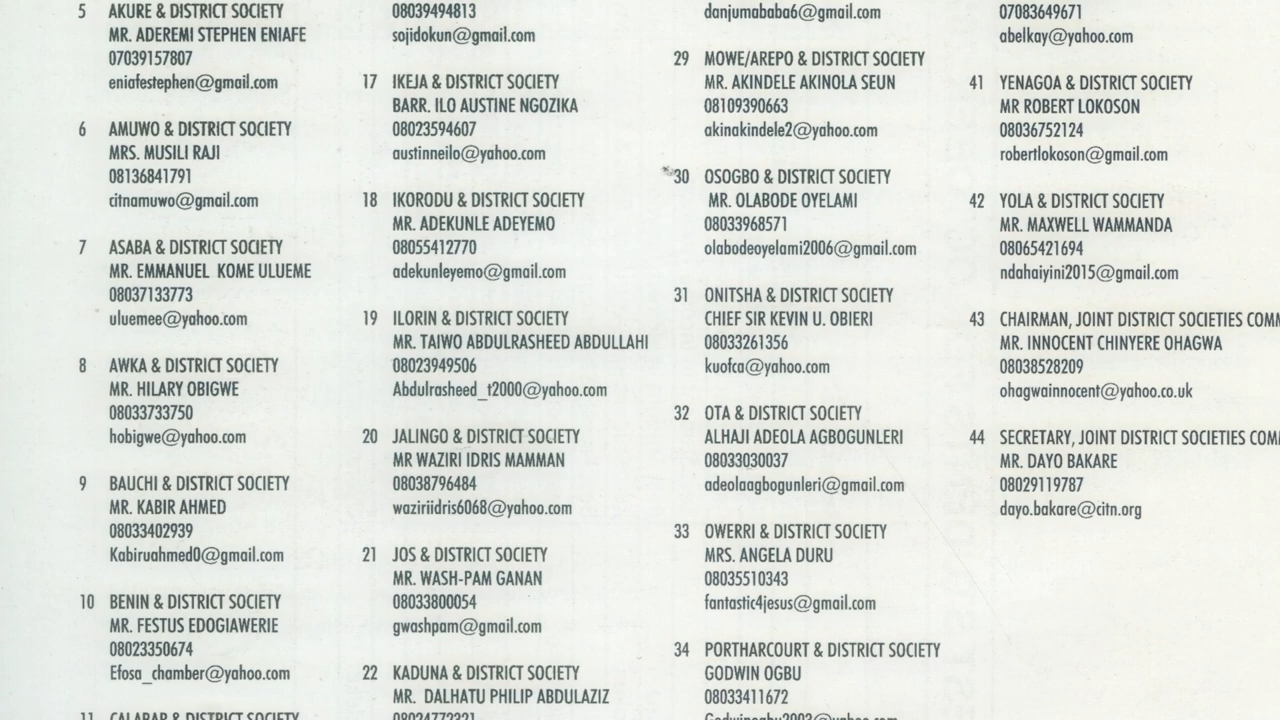 5 AKURE & DISTRICT SOCIETY
MR. ADEREMI STEPHEN ENIAFE
07039157807
eniafestephen@gmail.com
6 AMUWO & DISTRICT SOCIETY
MRS. MUSILI RAJI
08136841791
citnamuwo@gmail.com
7 ASABA & DISTRICT SOCIETY
MR. EMMANUEL KOME ULUEME
08037133773
uluemee@yahoo.com
8 AWKA & DISTRICT SOCIETY
MR. HILARY OBIGWE
08033733750
hobigwe@yahoo.com
9 BAUCHI & DISTRICT SOCIETY
MR. KABIR AHMED
08033402939
Kabiruahmed0@gmail.com
10 BENIN & DISTRICT SOCIETY
MR. FESTUS EDOGIAWERIE
08023350674
Efosa_chamber@yahoo.com
11 CALABAR & DISTRICT SOCIETY
08039494813
sojidokun@gmail.com
17 IKEJA & DISTRICT SOCIETY
BARR. ILO AUSTINE NGOZIKA
08023594607
austinneilo@yahoo.com
18 IKORODU & DISTRICT SOCIETY
MR. ADEKUNLE ADEYEMO
08055412770
adekunleyemo@gmail.com
19 ILORIN & DISTRICT SOCIETY
MR. TAIWO ABDULRASHEED ABDULLAHI
08023949506
Abdulrasheed_t2000@yahoo.com
20 JALINGO & DISTRICT SOCIETY
MR WAZIRI IDRIS MAMMAN
08038796484
waziriidris6068@yahoo.com
21 JOS & DISTRICT SOCIETY
MR. WASH-PAM GANAN
08033800054
gwashpam@gmail.com
22 KADUNA & DISTRICT SOCIETY
MR. DALHATU PHILIP ABDULAZIZ
danjumababa6@gmail.com
29 MOWE/AREPO & DISTRICT SOCIETY
MR. AKINDELE AKINOLA SEUN
08109390663
akinakindele2@yahoo.com
30 OSOGBO & DISTRICT SOCIETY
MR. OLABODE OYELAMI
08033968571
olabodeoyelami2006@gmail.com
31 ONITSHA & DISTRICT SOCIETY
CHIEF SIR KEVIN U. OBIERI
08033261356
kuofca@yahoo.com
32 OTA & DISTRICT SOCIETY
ALHAJI ADEOLA AGBOGUNLERI
08033030037
adeolaagbogunleri@gmail.com
33 OWERRI & DISTRICT SOCIETY
MRS. ANGELA DURU
08035510343
fantastic4jesus@gmail.com
34 PORTHARCOURT & DISTRICT SOCIETY
GODWIN OGBU
08033411672
07083649671
abelkay@yahoo.com
41 YENAGOA & DISTRICT SOCIETY
MR ROBERT LOKOSON
08036752124
robertlokoson@gmail.com
42 YOLA & DISTRICT SOCIETY
MR. MAXWELL WAMMANDA
08065421694
ndahaiyini2015@gmail.com
43 CHAIRMAN, JOINT DISTRICT SOCIETIES COM
MR. INNOCENT CHINYERE OHAGWA
08038528209
ohagwainnocent@yahoo.co.uk
44 SECRETARY, JOINT DISTRICT SOCIETIES COM
MR. DAYO BAKARE
08029119787
dayo.bakare@citn.org